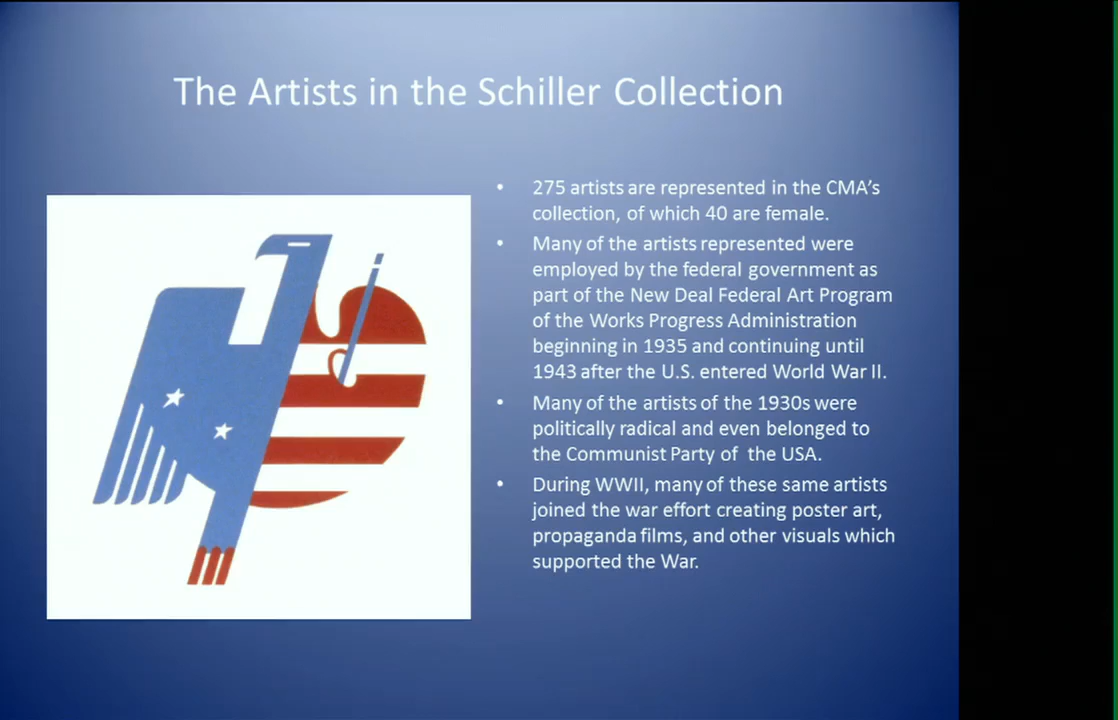 The Artists in the Schiller Collection
• 275 artists are represented in the CMA's
collection, of which 40 are female.
• Many of the artists represented were
employed by the federal government as
part of the New Deal Federal Art Program
of the Works Progress Administration
beginning in 1935 and continuing until
1943 after the U.S. entered World War II.
• Many of the artists of the 1930s were
politically radical and even belonged to
the Communist Party of  the USA.
• During WWII, many of these same artists
joined the war effort creating poster art,
propaganda films, and other visuals which
supported the War.